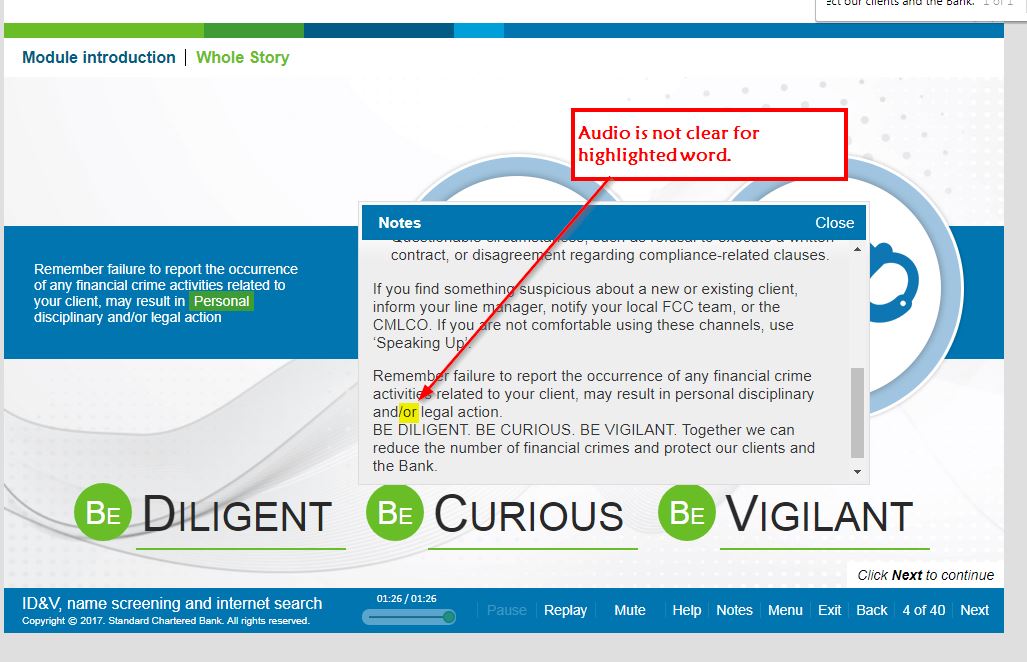 ect our clients and the Bank. 1 of 1
Module introduction | Whole Story
Audio is not clear for
highlighted word.
Notes Close
Questionable circumstances, such as refusal to execute a written
contract, or disagreement regarding compliance-related clauses.
If you find something suspicious about a new or existing client,
inform your line manager, notify your local FCC team, or the
CMLCO. If you are not comfortable using these channels, use
‘Speaking Up’.
Remember failure to report the occurrence of any financial crime
activities related to your client, may result in personal disciplinary
and/or legal action.
BE DILIGENT. BE CURIOUS. BE VIGILANT. Together we can
reduce the number of financial crimes and protect our clients and
the Bank.
Remember failure to report the occurrence
of any financial crime activities related to
your client, may result in Personal
disciplinary and/or legal action
BE DILIGENT BE CURIOUS BE VIGILANT
Click Next to continue
ID&V, name screening and internet search
Copyright © 2017. Standard Chartered Bank. All rights reserved.
01:26 / 01:26
Pause Replay Mute Help Notes Menu Exit Back 4 of 40 Next